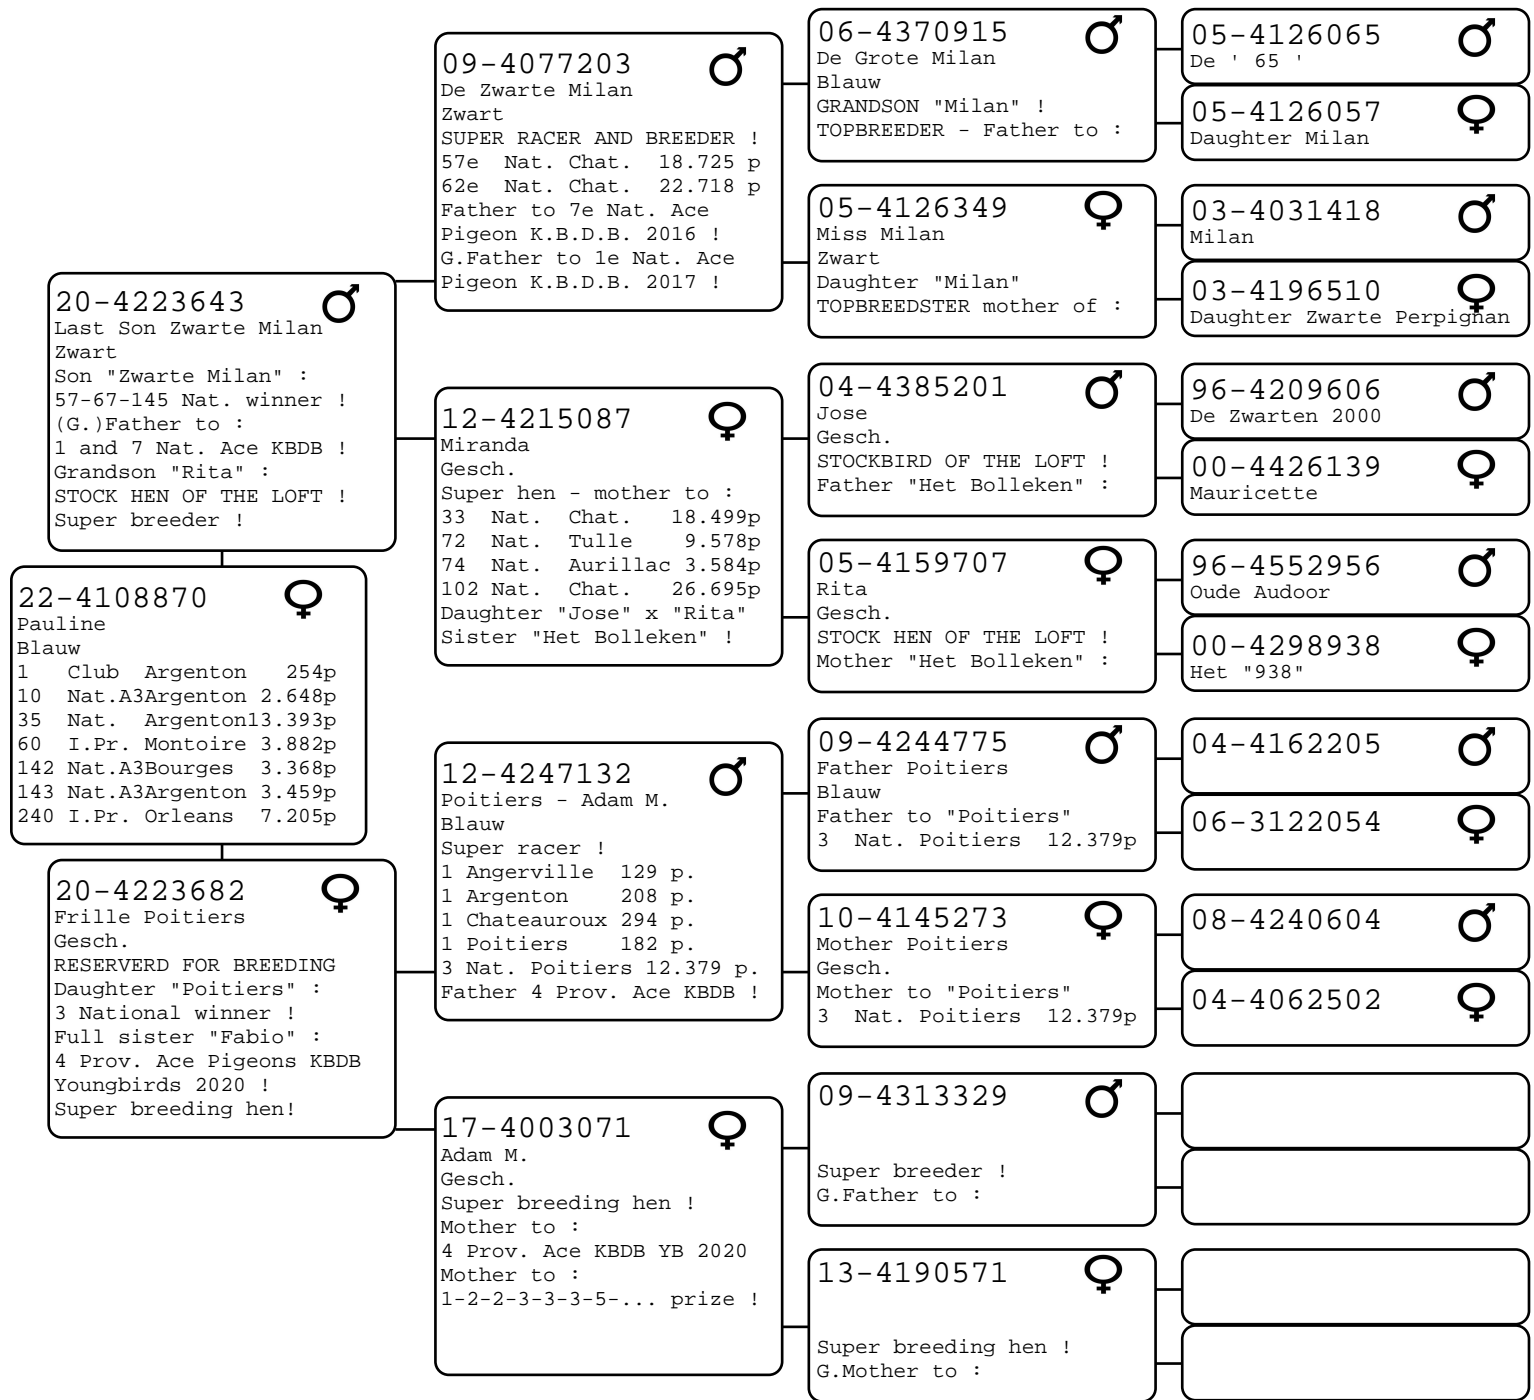 20-4223643
Last Son Zwarte Milan
Zwart
Son "Zwarte Milan" :
57-67-145 Nat. winner !
(G.)Father to :
1 and 7 Nat. Ace KBDB !
Grandson "Rita" :
STOCK HEN OF THE LOFT !
Super breeder !
22-4108870
Pauline
Blauw
1   Club  Argenton   254p
10  Nat.A3Argenton 2.648p
35  Nat.  Argenton13.393p
60  I.Pr. Montoire 3.882p
142 Nat.A3Bourges  3.368p
143 Nat.A3Argenton 3.459p
240 I.Pr. Orleans  7.205p
20-4223682
Frille Poitiers
Gesch.
RESERVERD FOR BREEDING
Daughter "Poitiers" :
3 National winner !
Full sister "Fabio" :
4 Prov. Ace Pigeons KBDB
Youngbirds 2020 !
Super breeding hen!
09-4077203
De Zwarte Milan
Zwart
SUPER RACER AND BREEDER !
57e  Nat. Chat.  18.725 p
62e  Nat. Chat.  22.718 p
Father to 7e Nat. Ace
Pigeon K.B.D.B. 2016 !
G.Father to 1e Nat. Ace
Pigeon K.B.D.B. 2017 !
12-4215087
Miranda
Gesch.
Super hen - mother to :
33  Nat.  Chat.   18.499p
72  Nat.  Tulle    9.578p
74  Nat.  Aurillac 3.584p
102 Nat.  Chat.   26.695p
Daughter "Jose" x "Rita"
Sister "Het Bolleken" !
12-4247132
Poitiers - Adam M.
Blauw
Super racer !
1 Angerville  129 p.
1 Argenton    208 p.
1 Chateauroux 294 p.
1 Poitiers    182 p.
3 Nat. Poitiers 12.379 p.
Father 4 Prov. Ace KBDB !
17-4003071
Adam M.
Gesch.
Super breeding hen !
Mother to :
4 Prov. Ace KBDB YB 2020
Mother to :
1-2-2-3-3-3-5-... prize !
06-4370915
De Grote Milan
Blauw
GRANDSON "Milan" !
TOPBREEDER - Father to :
05-4126349
Miss Milan
Zwart
Daughter "Milan"
TOPBREEDSTER mother of :
04-4385201
Jose
Gesch.
STOCKBIRD OF THE LOFT !
Father "Het Bolleken" :
05-4159707
Rita
Gesch.
STOCK HEN OF THE LOFT !
Mother "Het Bolleken" :
09-4244775
Father Poitiers
Blauw
Father to "Poitiers"
3  Nat. Poitiers  12.379p
10-4145273
Mother Poitiers
Gesch.
Mother to "Poitiers"
3  Nat. Poitiers  12.379p
09-4313329
Super breeder !
G.Father to :
13-4190571
Super breeding hen !
G.Mother to :
05-4126065
De ' 65 '
05-4126057
Daughter Milan
03-4031418
Milan
03-4196510
Daughter Zwarte Perpignan
96-4209606
De Zwarten 2000
00-4426139
Mauricette
96-4552956
Oude Audoor
00-4298938
Het "938"
04-4162205
06-3122054
08-4240604
04-4062502